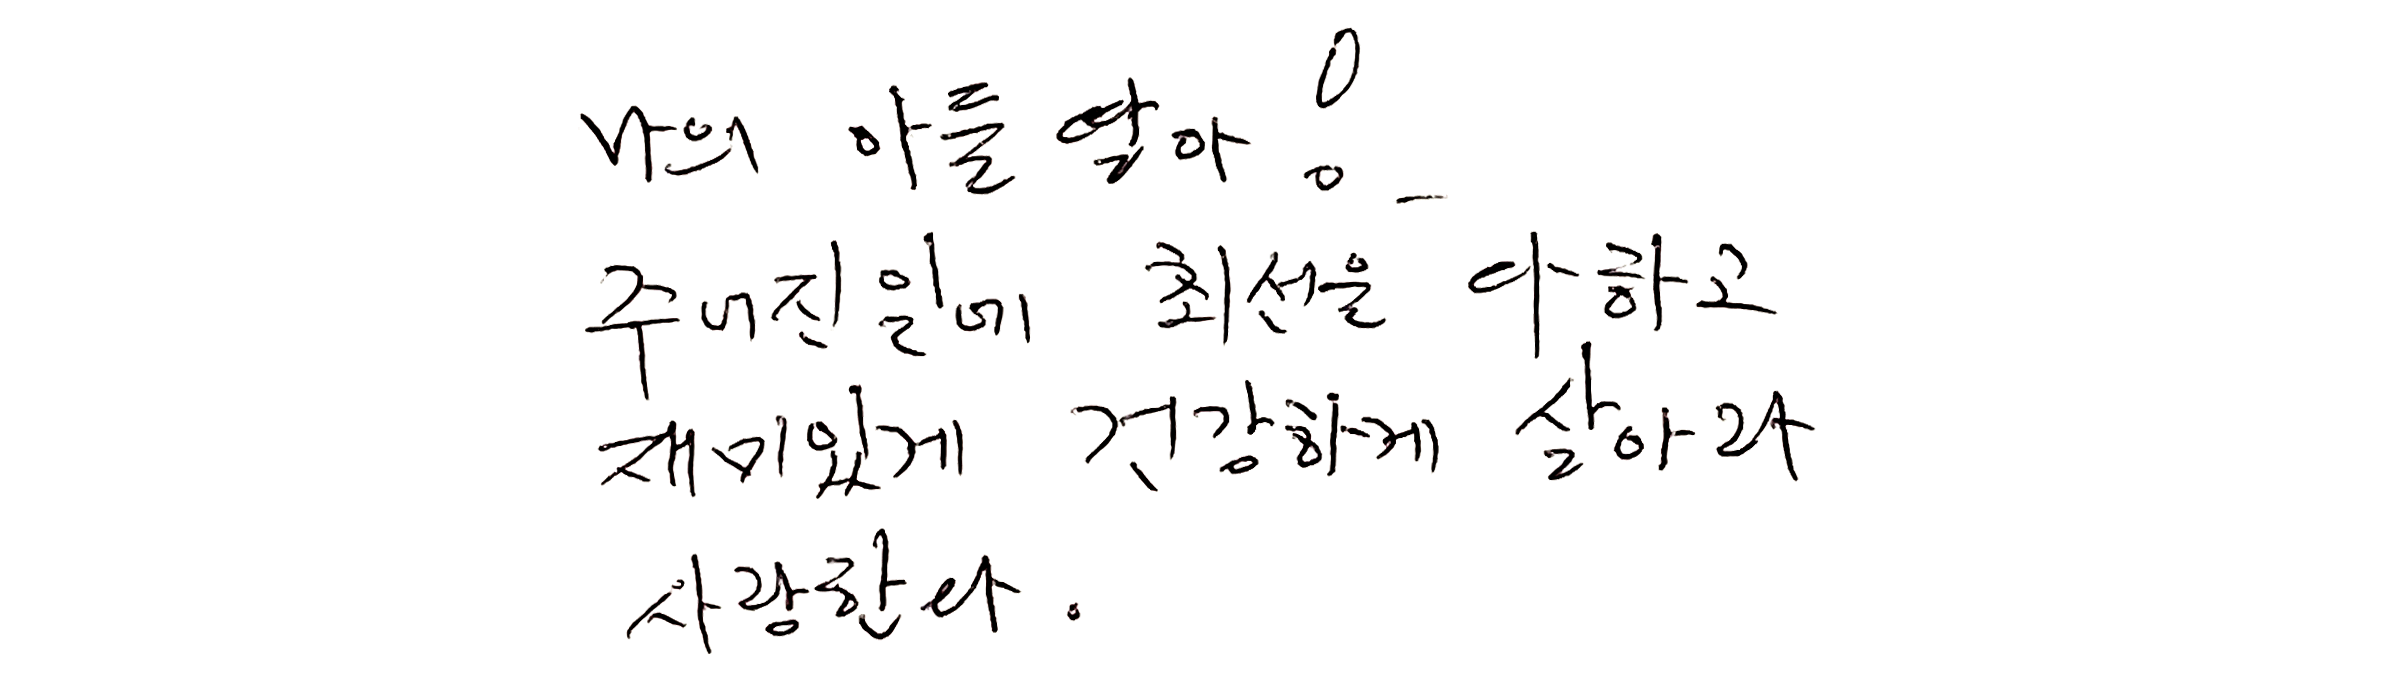 나의 아들 딸아!
주어진 일에 최선을 다하고
재미있게 건강하게 살아라
사랑한다.